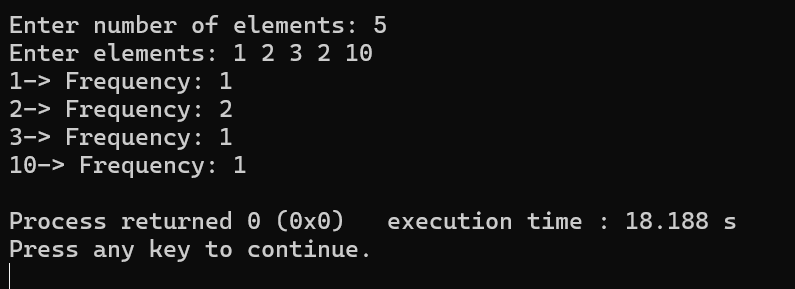 Enter number of elements: 5
Enter elements: 1 2 3 2 10
1-> Frequency: 1
2-> Frequency: 2
3-> Frequency: 1
10-> Frequency: 1
Process returned 0 (0x0)   execution time : 18.188 s
Press any key to continue.